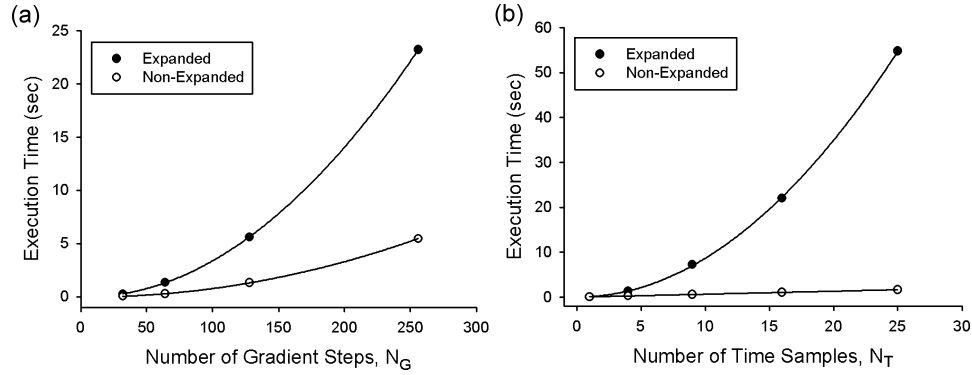 (a)
25
20
15
10
5
0
Execution Time (sec)
Expanded
Non-Expanded
0 50 100 150 200 250 300
Number of Gradient Steps, N_G
(b)
60
50
40
30
20
10
0
Execution Time (sec)
Expanded
Non-Expanded
0 5 10 15 20 25 30
Number of Time Samples, N_T